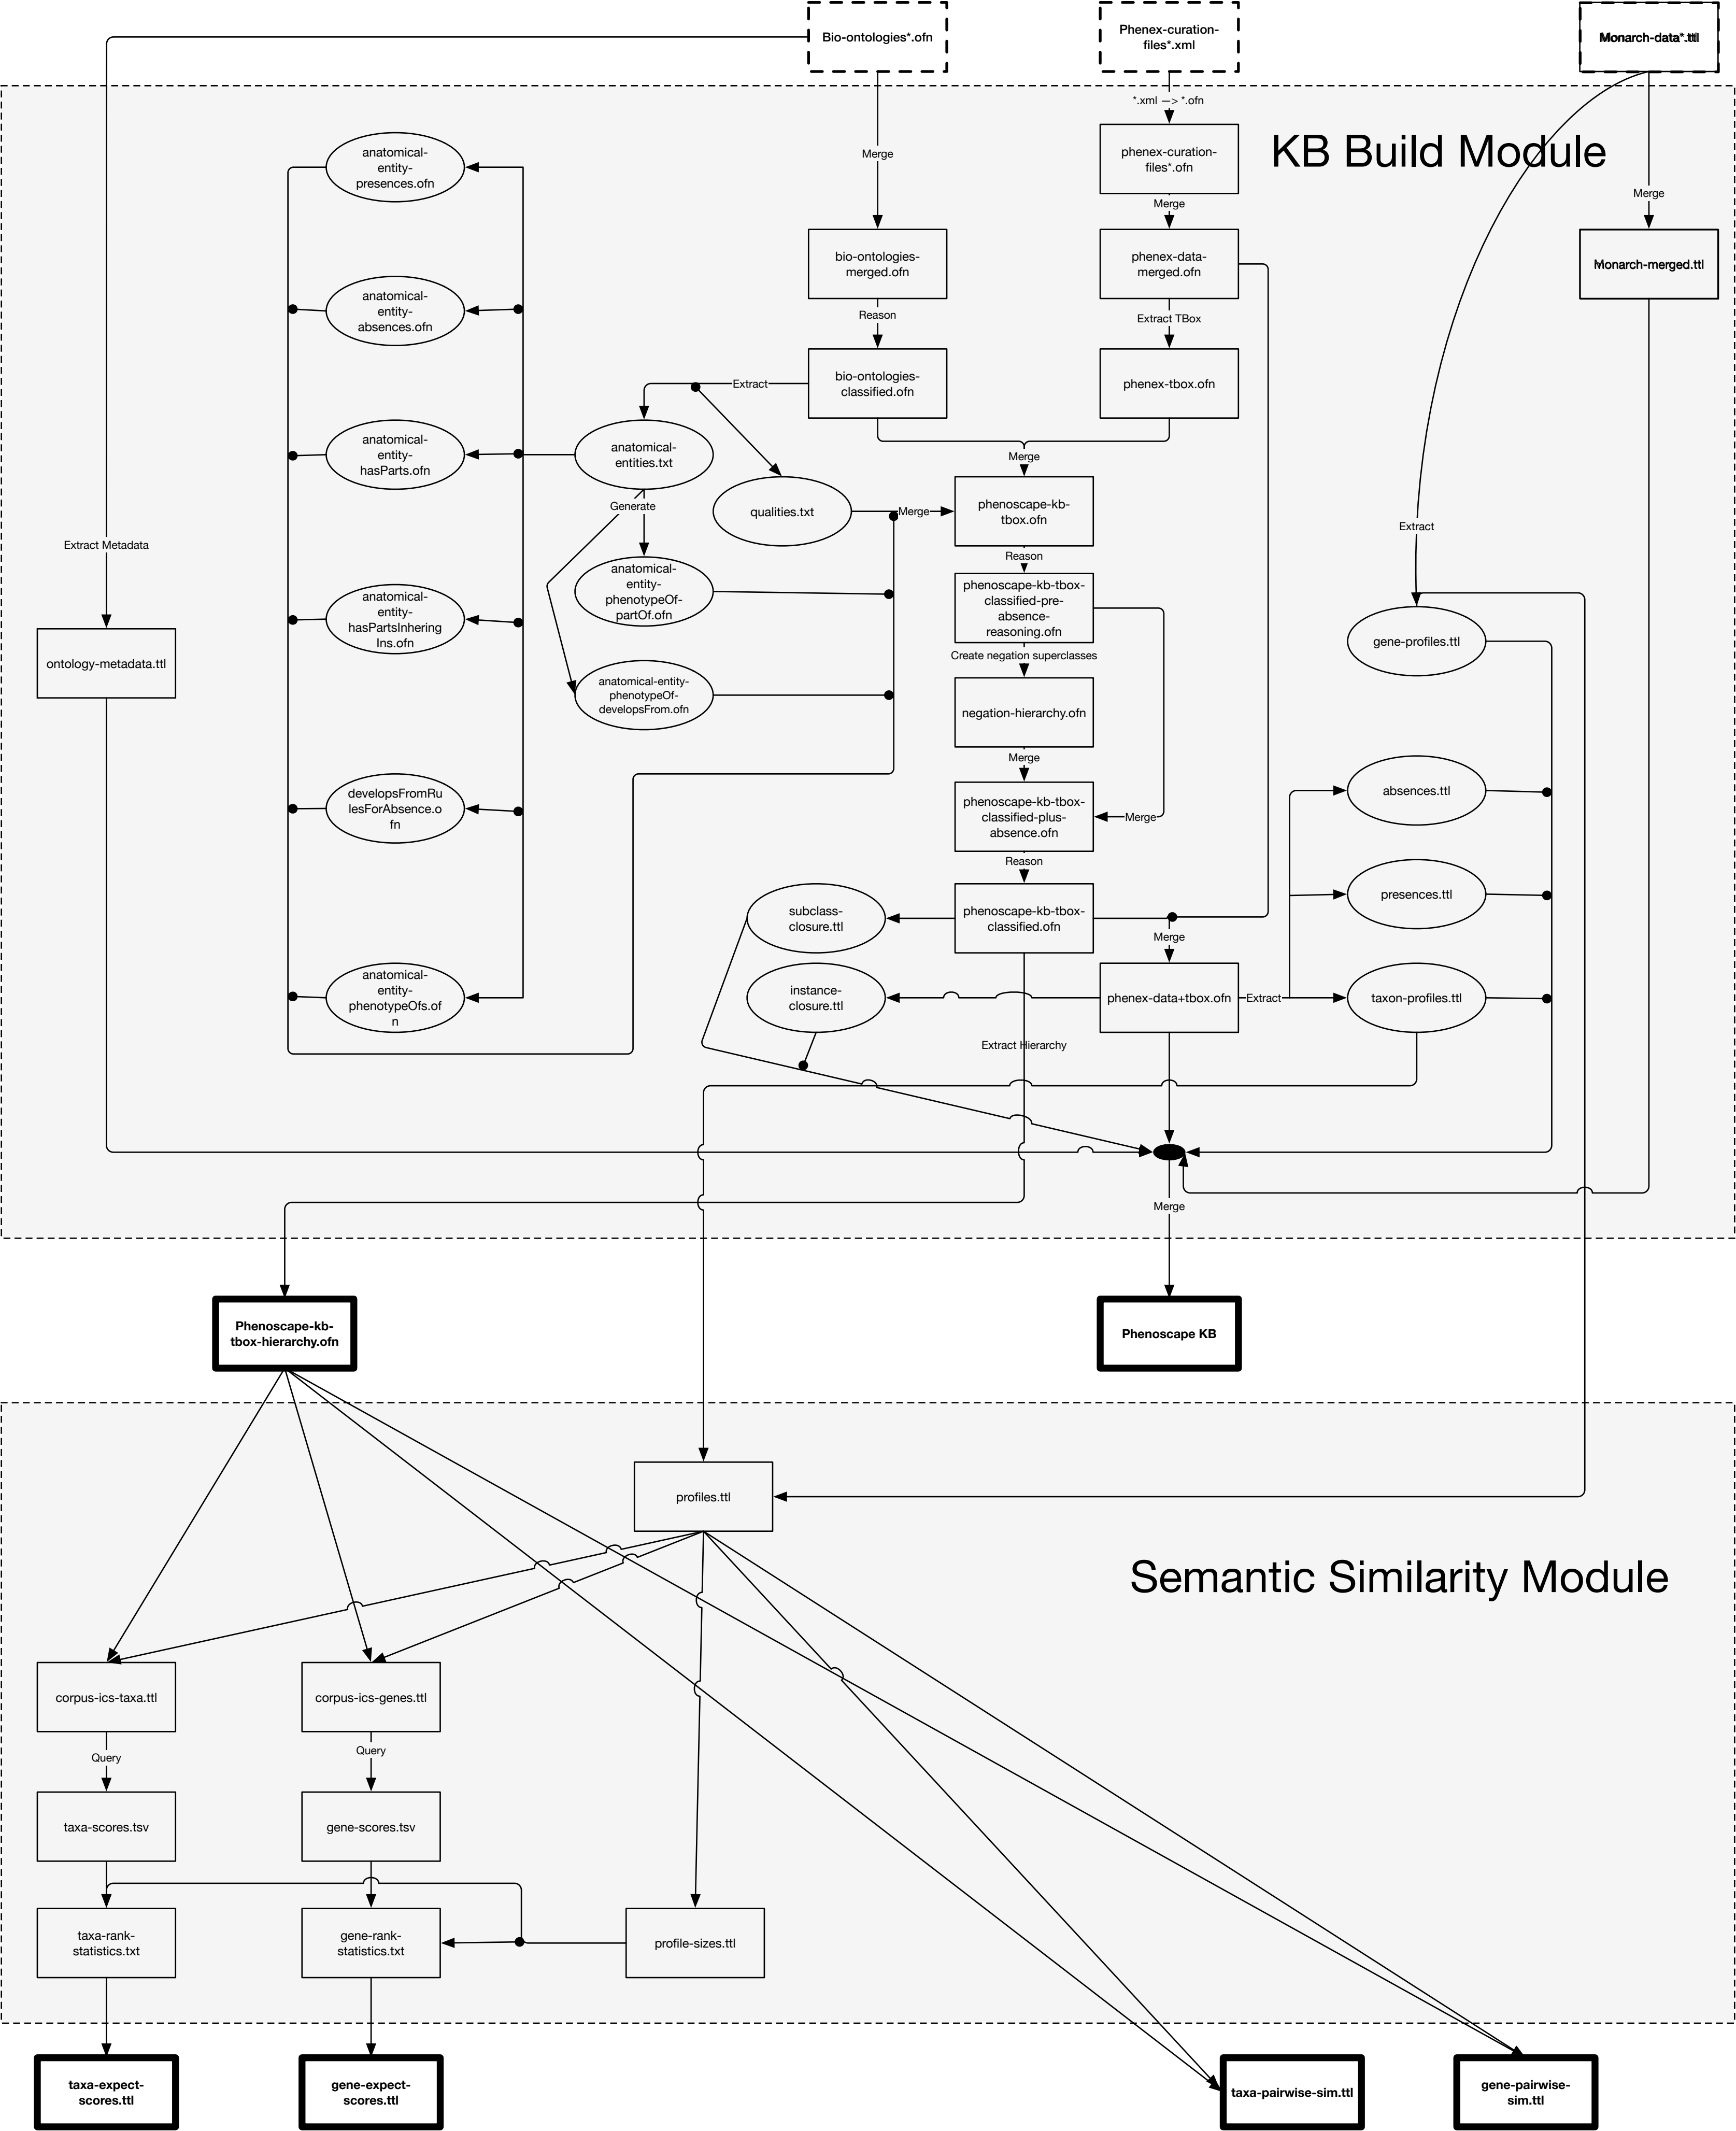 Bio-ontologies*.ofn
Phenex-curation-
files*.xml
Monarch-data*.ttl
*.xml —> *.ofn
KB Build Module
anatomical-
entity-
presences.ofn
Merge
phenex-curation-
files*.ofn
Merge
Merge
bio-ontologies-
merged.ofn
phenex-data-
merged.ofn
Monarch-merged.ttl
anatomical-
entity-
absences.ofn
Reason
Extract TBox
bio-ontologies-
classified.ofn
phenex-tbox.ofn
Extract
anatomical-
entity-
hasParts.ofn
anatomical-
entities.txt
Merge
Generate
qualities.txt
Merge
phenoscape-kb-
tbox.ofn
Extract
Extract Metadata
Reason
anatomical-
entity-
phenotypeOf-
partOf.ofn
phenoscape-kb-tbox-
classified-pre-
absence-
reasoning.ofn
anatomical-
entity-
hasPartsInhering
Ins.ofn
gene-profiles.ttl
ontology-metadata.ttl
Create negation superclasses
anatomical-entity-
phenotypeOf-
developsFrom.ofn
negation-hierarchy.ofn
Merge
developsFromRu
lesForAbsence.o
fn
phenoscape-kb-tbox-
classified-plus-
absence.ofn
Merge
absences.ttl
Reason
presences.ttl
subclass-
closure.ttl
phenoscape-kb-tbox-
classified.ofn
Merge
anatomical-
entity-
phenotypeOfs.of
n
instance-
closure.ttl
phenex-data+tbox.ofn
Extract
taxon-profiles.ttl
Extract Hierarchy
Merge
Phenoscape-kb-
tbox-hierarchy.ofn
Phenoscape KB
profiles.ttl
Semantic Similarity Module
corpus-ics-taxa.ttl
corpus-ics-genes.ttl
Query
Query
taxa-scores.tsv
gene-scores.tsv
taxa-rank-
statistics.txt
gene-rank-
statistics.txt
profile-sizes.ttl
taxa-expect-
scores.ttl
gene-expect-
scores.ttl
taxa-pairwise-sim.ttl
gene-pairwise-
sim.ttl